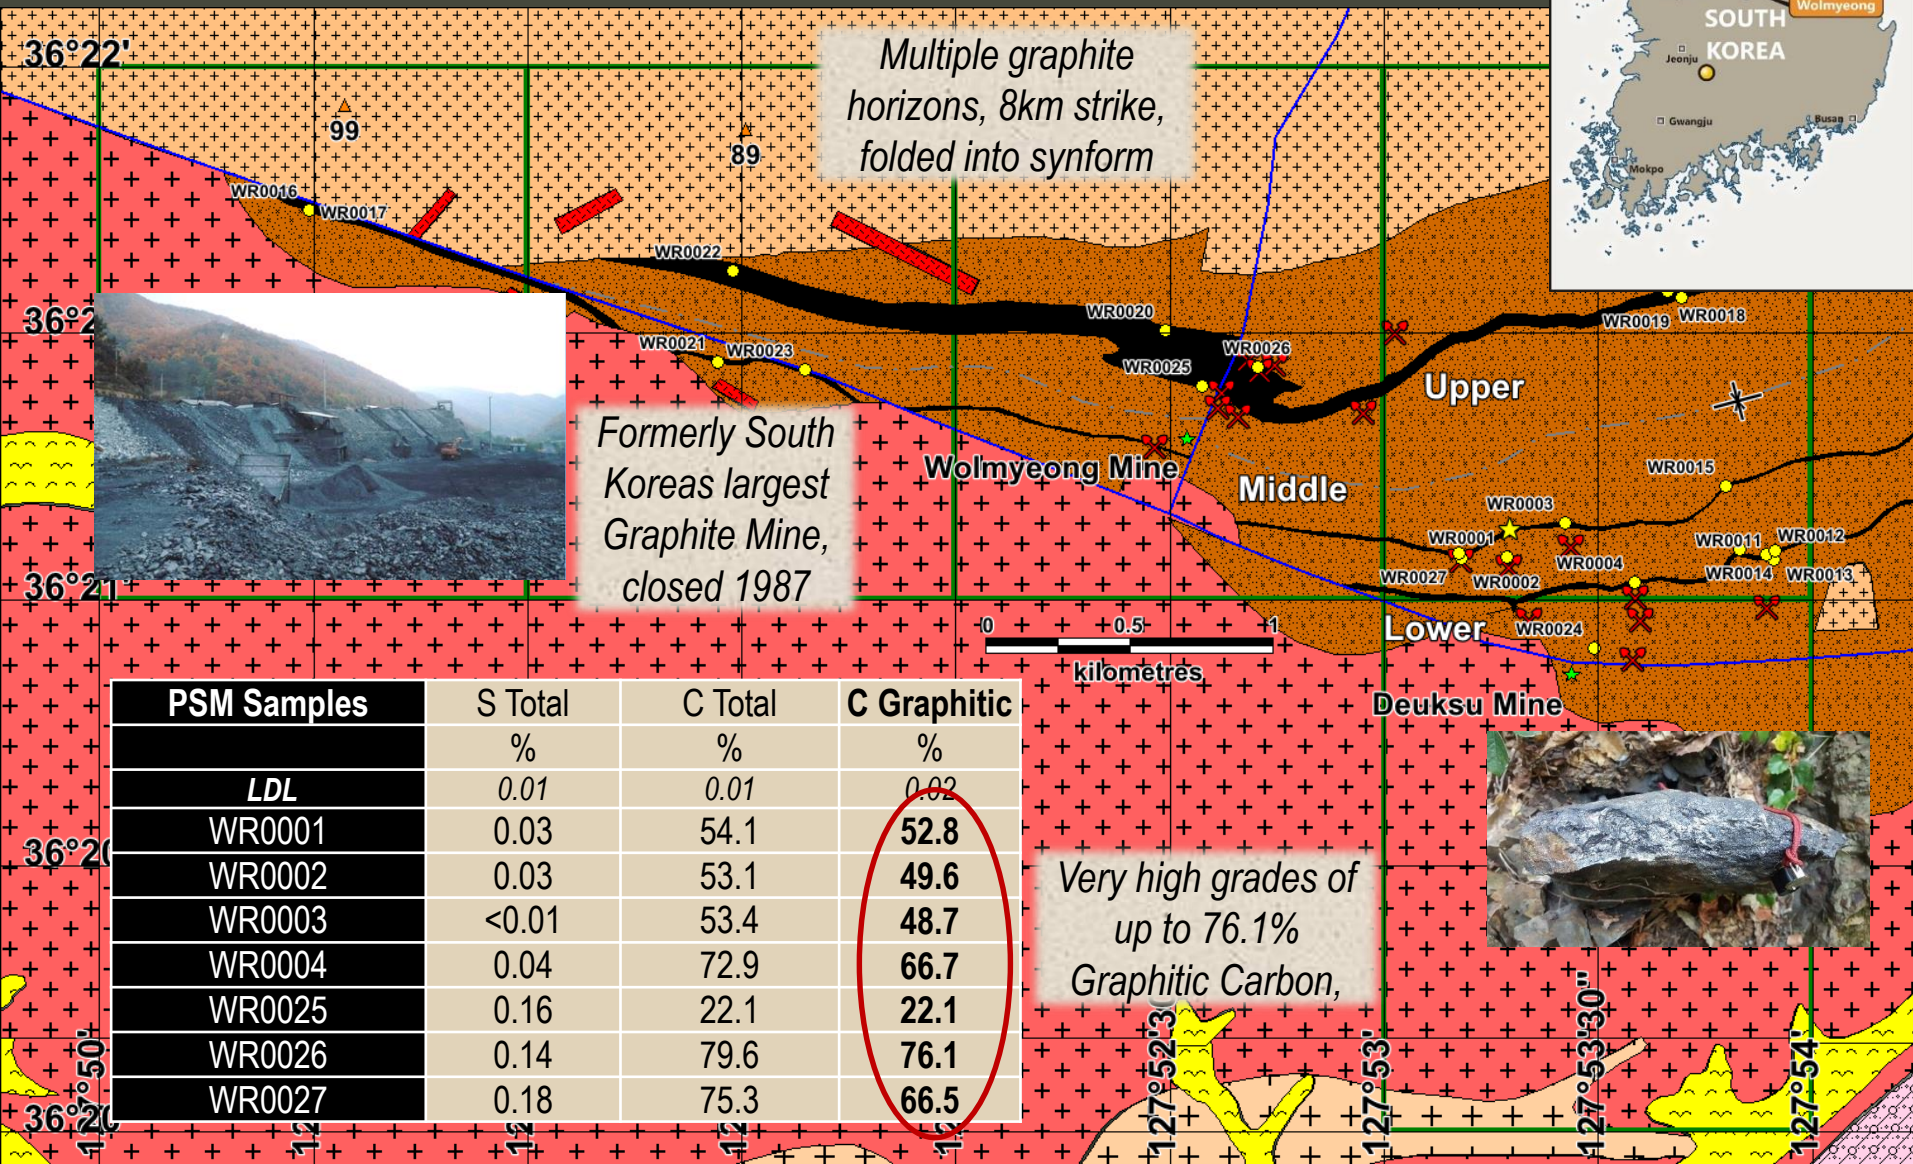 Wolmyeong
SOUTH
KOREA
Jeonju
Gwangju
Busan
Mokpo
36°22'
Multiple graphite
horizons, 8km strike,
folded into synform
99
89
WR0016
WR0017
WR0022
WR0020
WR0019
WR0018
WR0021
WR0023
WR0026
WR0025
Upper
Formerly South
Koreas largest
Graphite Mine,
closed 1987
Wolmyeong Mine
Middle
WR0015
WR0003
WR0001
WR0011
WR0012
WR0004
WR0027
WR0002
WR0014
WR0013
36°21'
0 0.5 1
kilometres
Lower
WR0024
Deuksu Mine
PSM Samples S Total C Total C Graphitic
% % %
LDL 0.01 0.01 0.02
WR0001 0.03 54.1 52.8
WR0002 0.03 53.1 49.6
WR0003 <0.01 53.4 48.7
WR0004 0.04 72.9 66.7
WR0025 0.16 22.1 22.1
WR0026 0.14 79.6 76.1
WR0027 0.18 75.3 66.5
Very high grades of
up to 76.1%
Graphitic Carbon,
127°53'
127°53'30"
127°54'